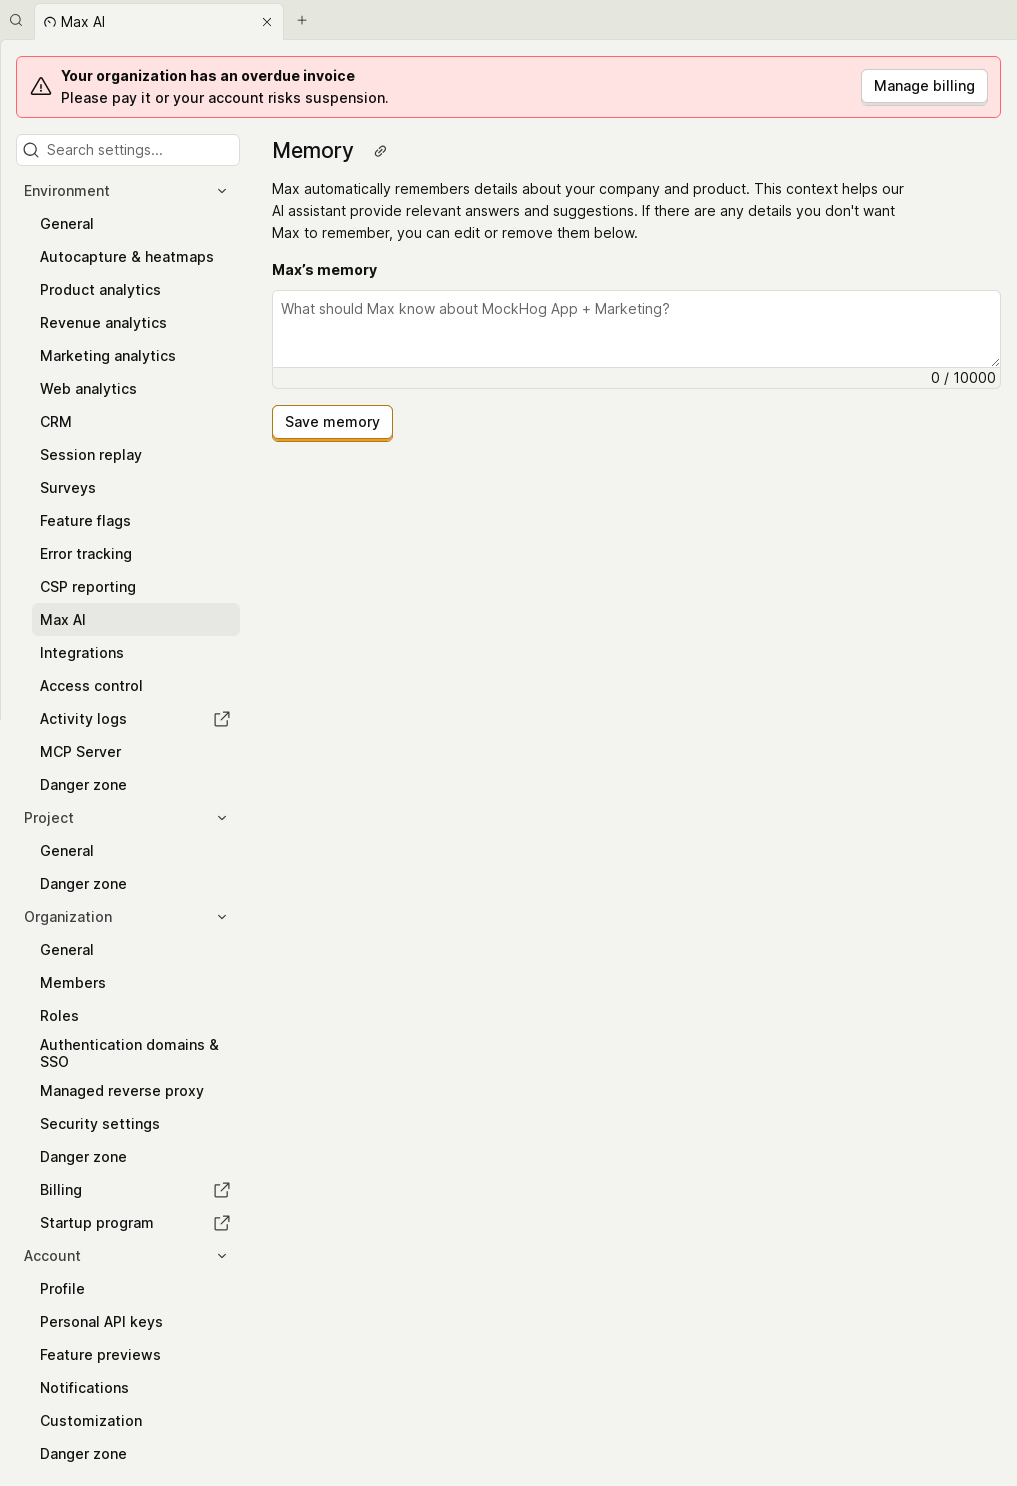 Max AI
Your organization has an overdue invoice
Please pay it or your account risks suspension.
Manage billing
Search settings...
Environment
General
Autocapture & heatmaps
Product analytics
Revenue analytics
Marketing analytics
Web analytics
CRM
Session replay
Surveys
Feature flags
Error tracking
CSP reporting
Max AI
Integrations
Access control
Activity logs
MCP Server
Danger zone
Project
General
Danger zone
Organization
General
Members
Roles
Authentication domains &
SSO
Managed reverse proxy
Security settings
Danger zone
Billing
Startup program
Account
Profile
Personal API keys
Feature previews
Notifications
Customization
Danger zone
Memory
Max automatically remembers details about your company and product. This context helps our
AI assistant provide relevant answers and suggestions. If there are any details you don't want
Max to remember, you can edit or remove them below.
Max’s memory
What should Max know about MockHog App + Marketing?
0 / 10000
Save memory